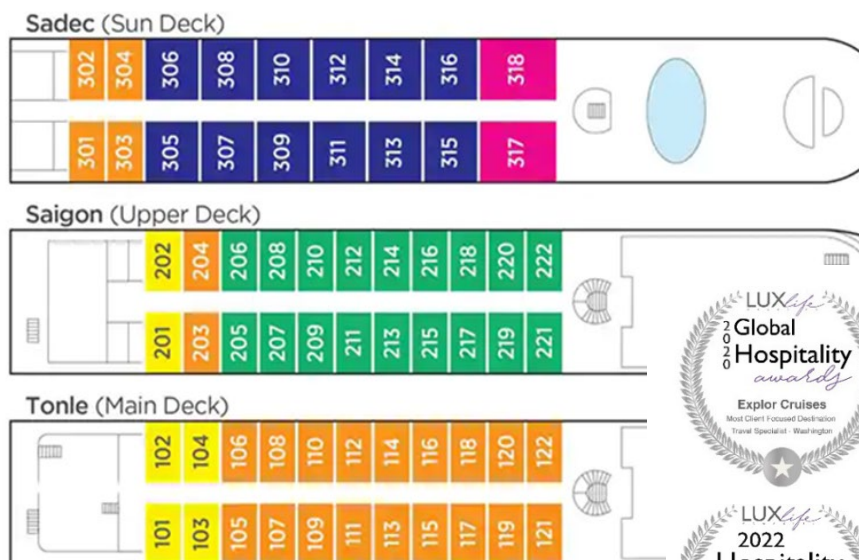 Sadec (Sun Deck)
302 304 306 308 310 312 314 316 318
301 303 305 307 309 311 313 315 317
Saigon (Upper Deck)
202 204 206 208 210 212 214 216 218 220 222
201 203 205 207 209 211 213 215 217 219 221
Tonle (Main Deck)
102 104 106 108 110 112 114 116 118 120 122
101 103 105 107 109 111 113 115 117 119 121
LUXlife
2020 Global
Hospitality
awards
Explor Cruises
Most Client Focused Destination
Travel Specialist - Washington
LUXlife
2022
Hospitality